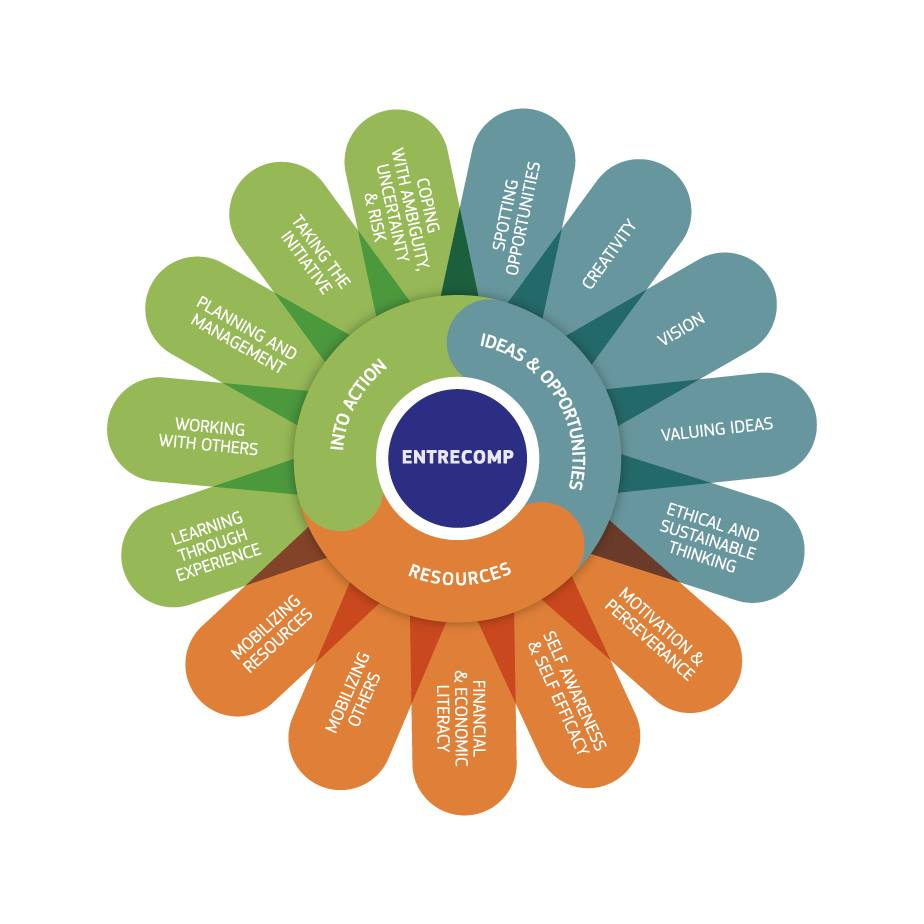 ENTRECOMP
IDEAS & OPPORTUNITIES
SPOTTING
OPPORTUNITIES
CREATIVITY
VISION
VALUING IDEAS
ETHICAL AND
SUSTAINABLE
THINKING
RESOURCES
MOTIVATION &
PERSEVERANCE
SELF AWARENESS
& SELF EFFICACY
FINANCIAL
& ECONOMIC
LITERACY
MOBILIZING
OTHERS
MOBILIZING
RESOURCES
INTO ACTION
LEARNING
THROUGH
EXPERIENCE
WORKING
WITH OTHERS
PLANNING AND
MANAGEMENT
TAKING THE
INITIATIVE
COPING
WITH AMBIGUITY,
UNCERTAINTY
& RISK